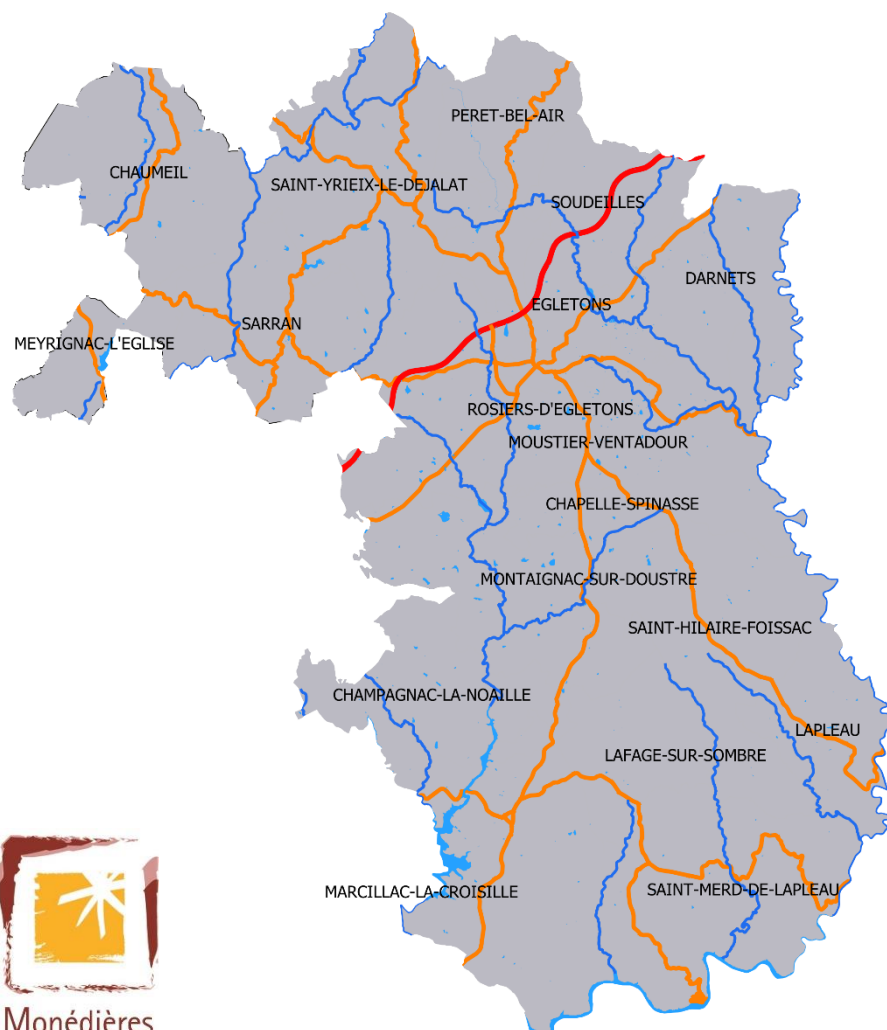 PERET-BEL-AIR
CHAUMEIL
SAINT-YRIEIX-LE-DEJALAT
SOUDEILLES
DARNETS
EGLETONS
SARRAN
MEYRIGNAC-L'EGLISE
ROSIERS-D'EGLETONS
MOUSTIER-VENTADOUR
CHAPELLE-SPINASSE
MONTAIGNAC-SUR-DOUSTRE
SAINT-HILAIRE-FOISSAC
CHAMPAGNAC-LA-NOAILLE
LAPLEAU
LAFAGE-SUR-SOMBRE
MARCILLAC-LA-CROISILLE
SAINT-MERD-DE-LAPLEAU
Monédières